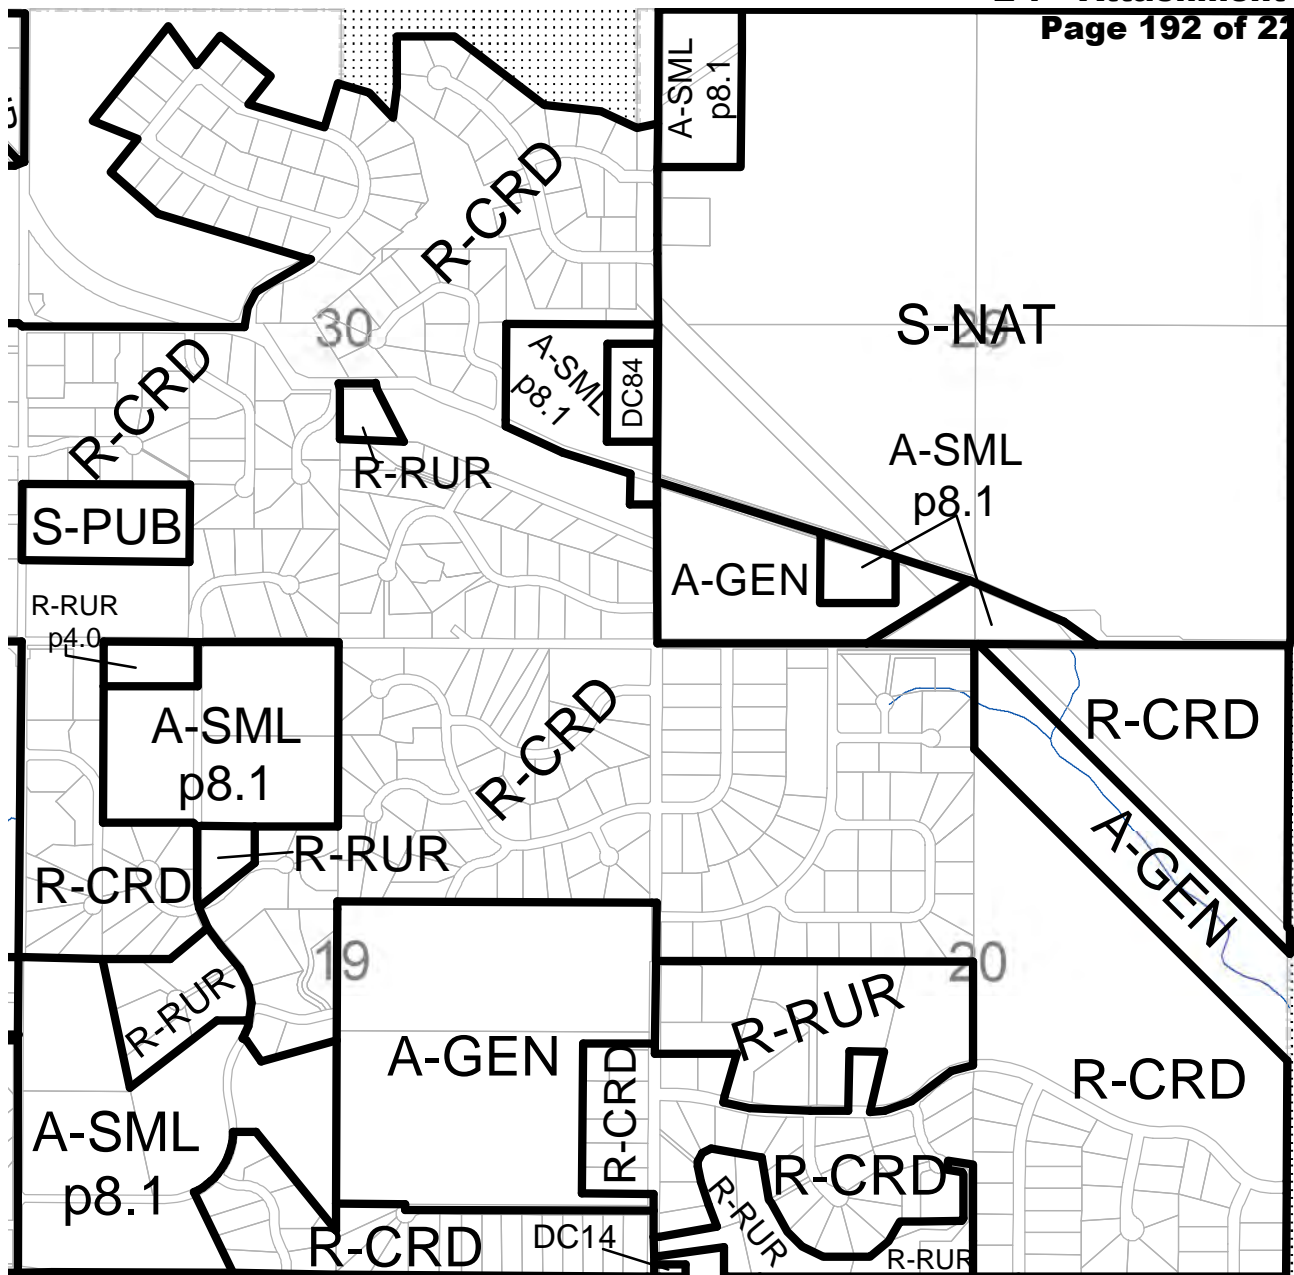 Page 192 of 22
A-SML
p8.1
R-CRD
S-NAT
29
30
R-CRD
A-SML
p8.1
DC84
R-RUR
A-SML
p8.1
S-PUB
A-GEN
R-RUR
p4.0
A-SML
p8.1
R-CRD
R-CRD
R-RUR
R-CRD
A-GEN
19
20
R-RUR
R-RUR
A-GEN
R-CRD
R-CRD
A-SML
p8.1
R-CRD
R-RUR
R-CRD
DC14
R-RUR